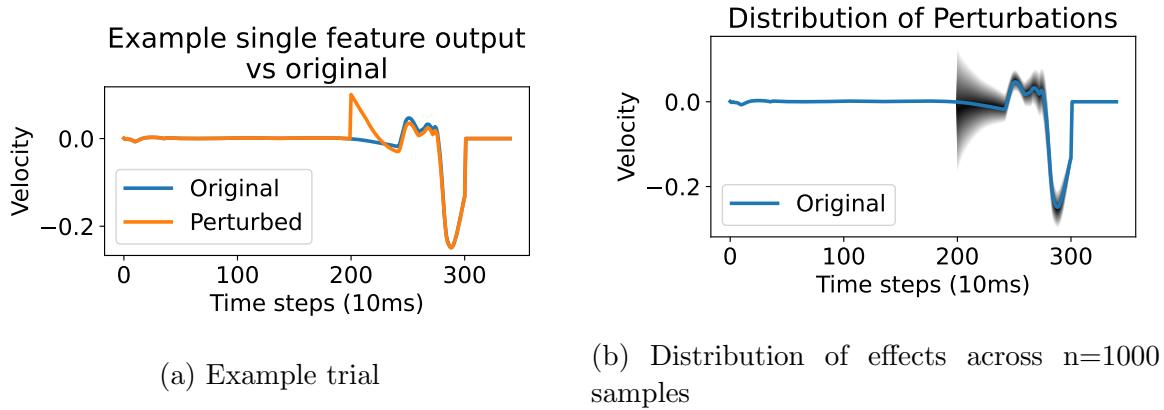 Example single feature output
vs original
Velocity
0.0
−0.2
Original
Perturbed
0 100 200 300
Time steps (10ms)
(a) Example trial
Distribution of Perturbations
Velocity
0.0
−0.2
Original
0 100 200 300
Time steps (10ms)
(b) Distribution of effects across n=1000
samples